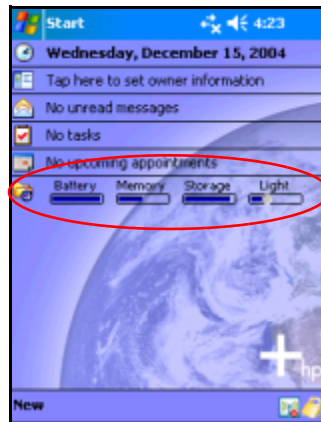 Start 4:23
Wednesday, December 15, 2004
Tap here to set owner information
No unread messages
No tasks
No upcoming appointments
Battery Memory Storage Light
hp
New